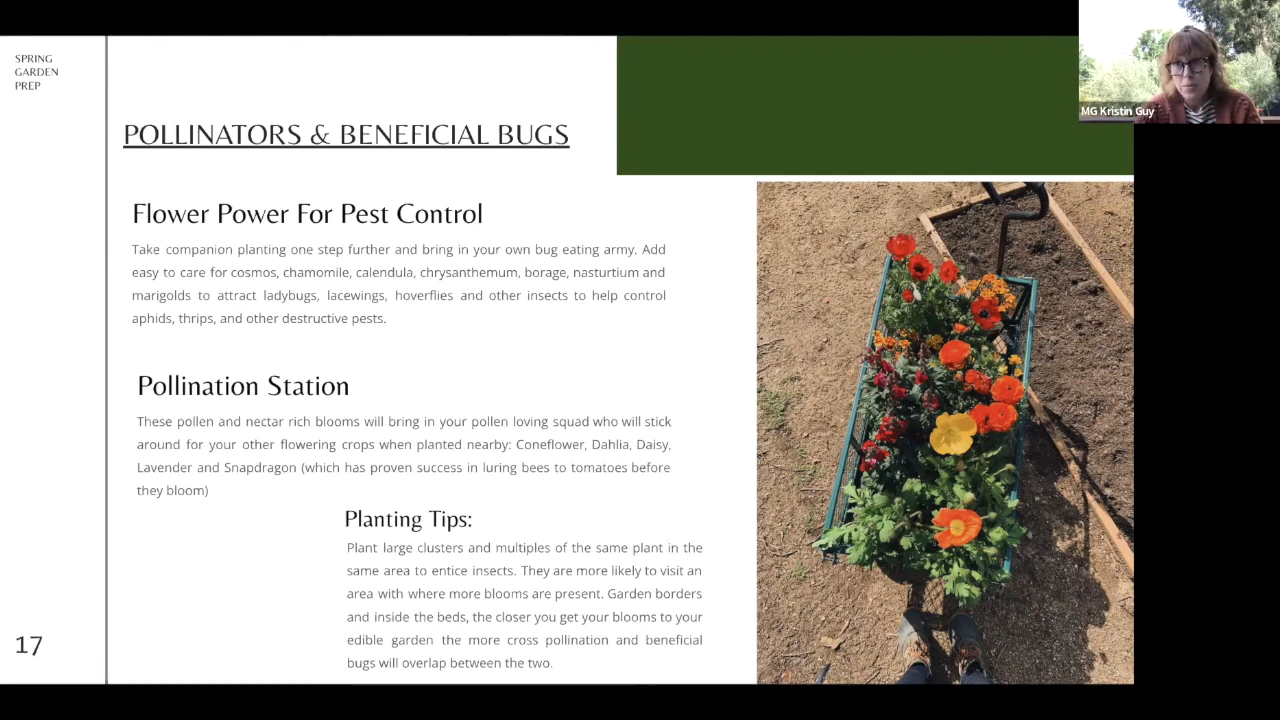 SPRING
GARDEN
PREP
POLLINATORS & BENEFICIAL BUGS
Flower Power For Pest Control
Take companion planting one step further and bring in your own bug eating army. Add
easy to care for cosmos, chamomile, calendula, chrysanthemum, borage, nasturtium and
marigolds to attract ladybugs, lacewings, hoverflies and other insects to help control
aphids, thrips, and other destructive pests.
Pollination Station
These pollen and nectar rich blooms will bring in your pollen loving squad who will stick
around for your other flowering crops when planted nearby: Coneflower, Dahlia, Daisy,
Lavender and Snapdragon (which has proven success in luring bees to tomatoes before
they bloom)
Planting Tips:
Plant large clusters and multiples of the same plant in the
same area to entice insects. They are more likely to visit an
area with where more blooms are present. Garden borders
and inside the beds, the closer you get your blooms to your
edible garden the more cross pollination and beneficial
bugs will overlap between the two.
17
MG Kristin Guy